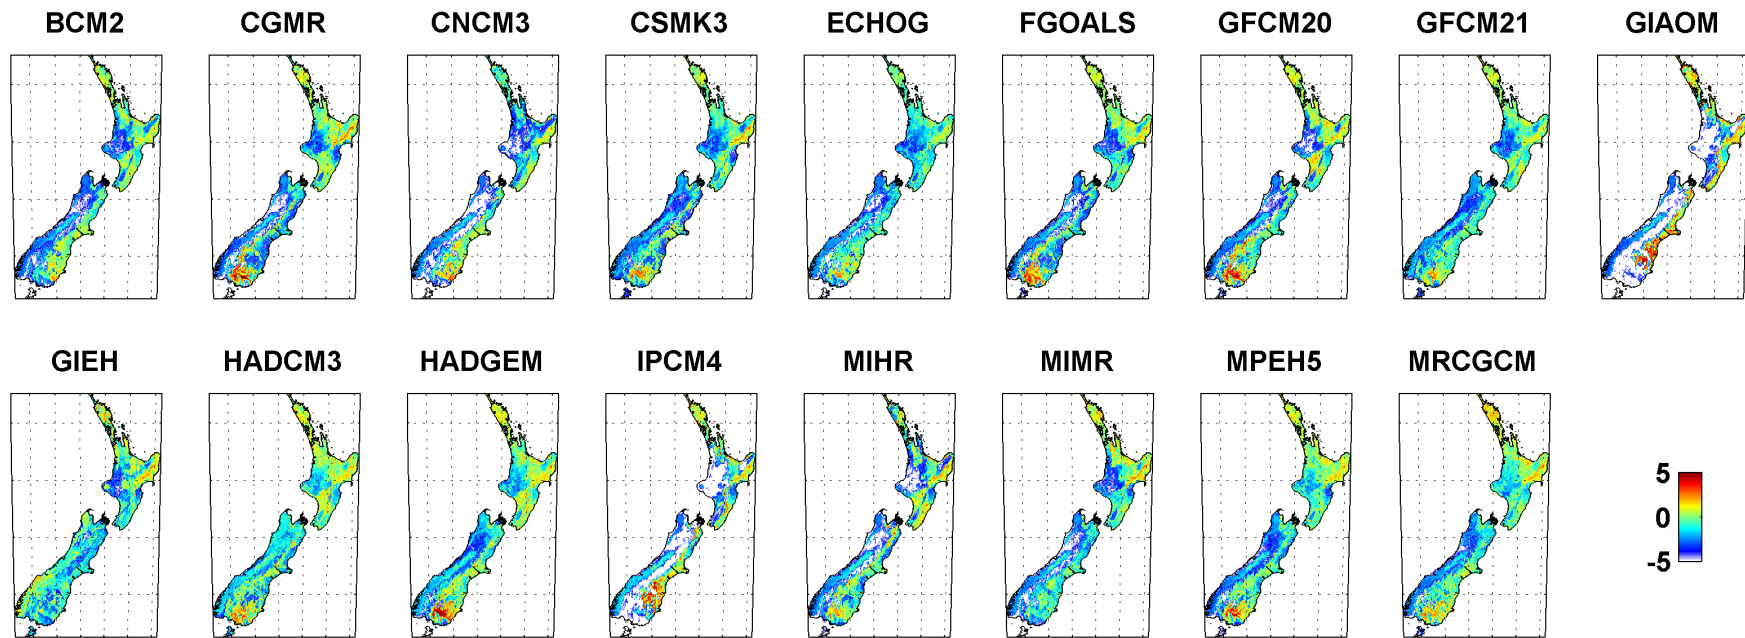 BCM2 CGMR CNCM3 CSMK3 ECHOG FGOALS GFCM20 GFCM21 GIAOM
GIEH HADCM3 HADGEM IPCM4 MIHR MIMR MPEH5 MRCGCM
5
0
-5